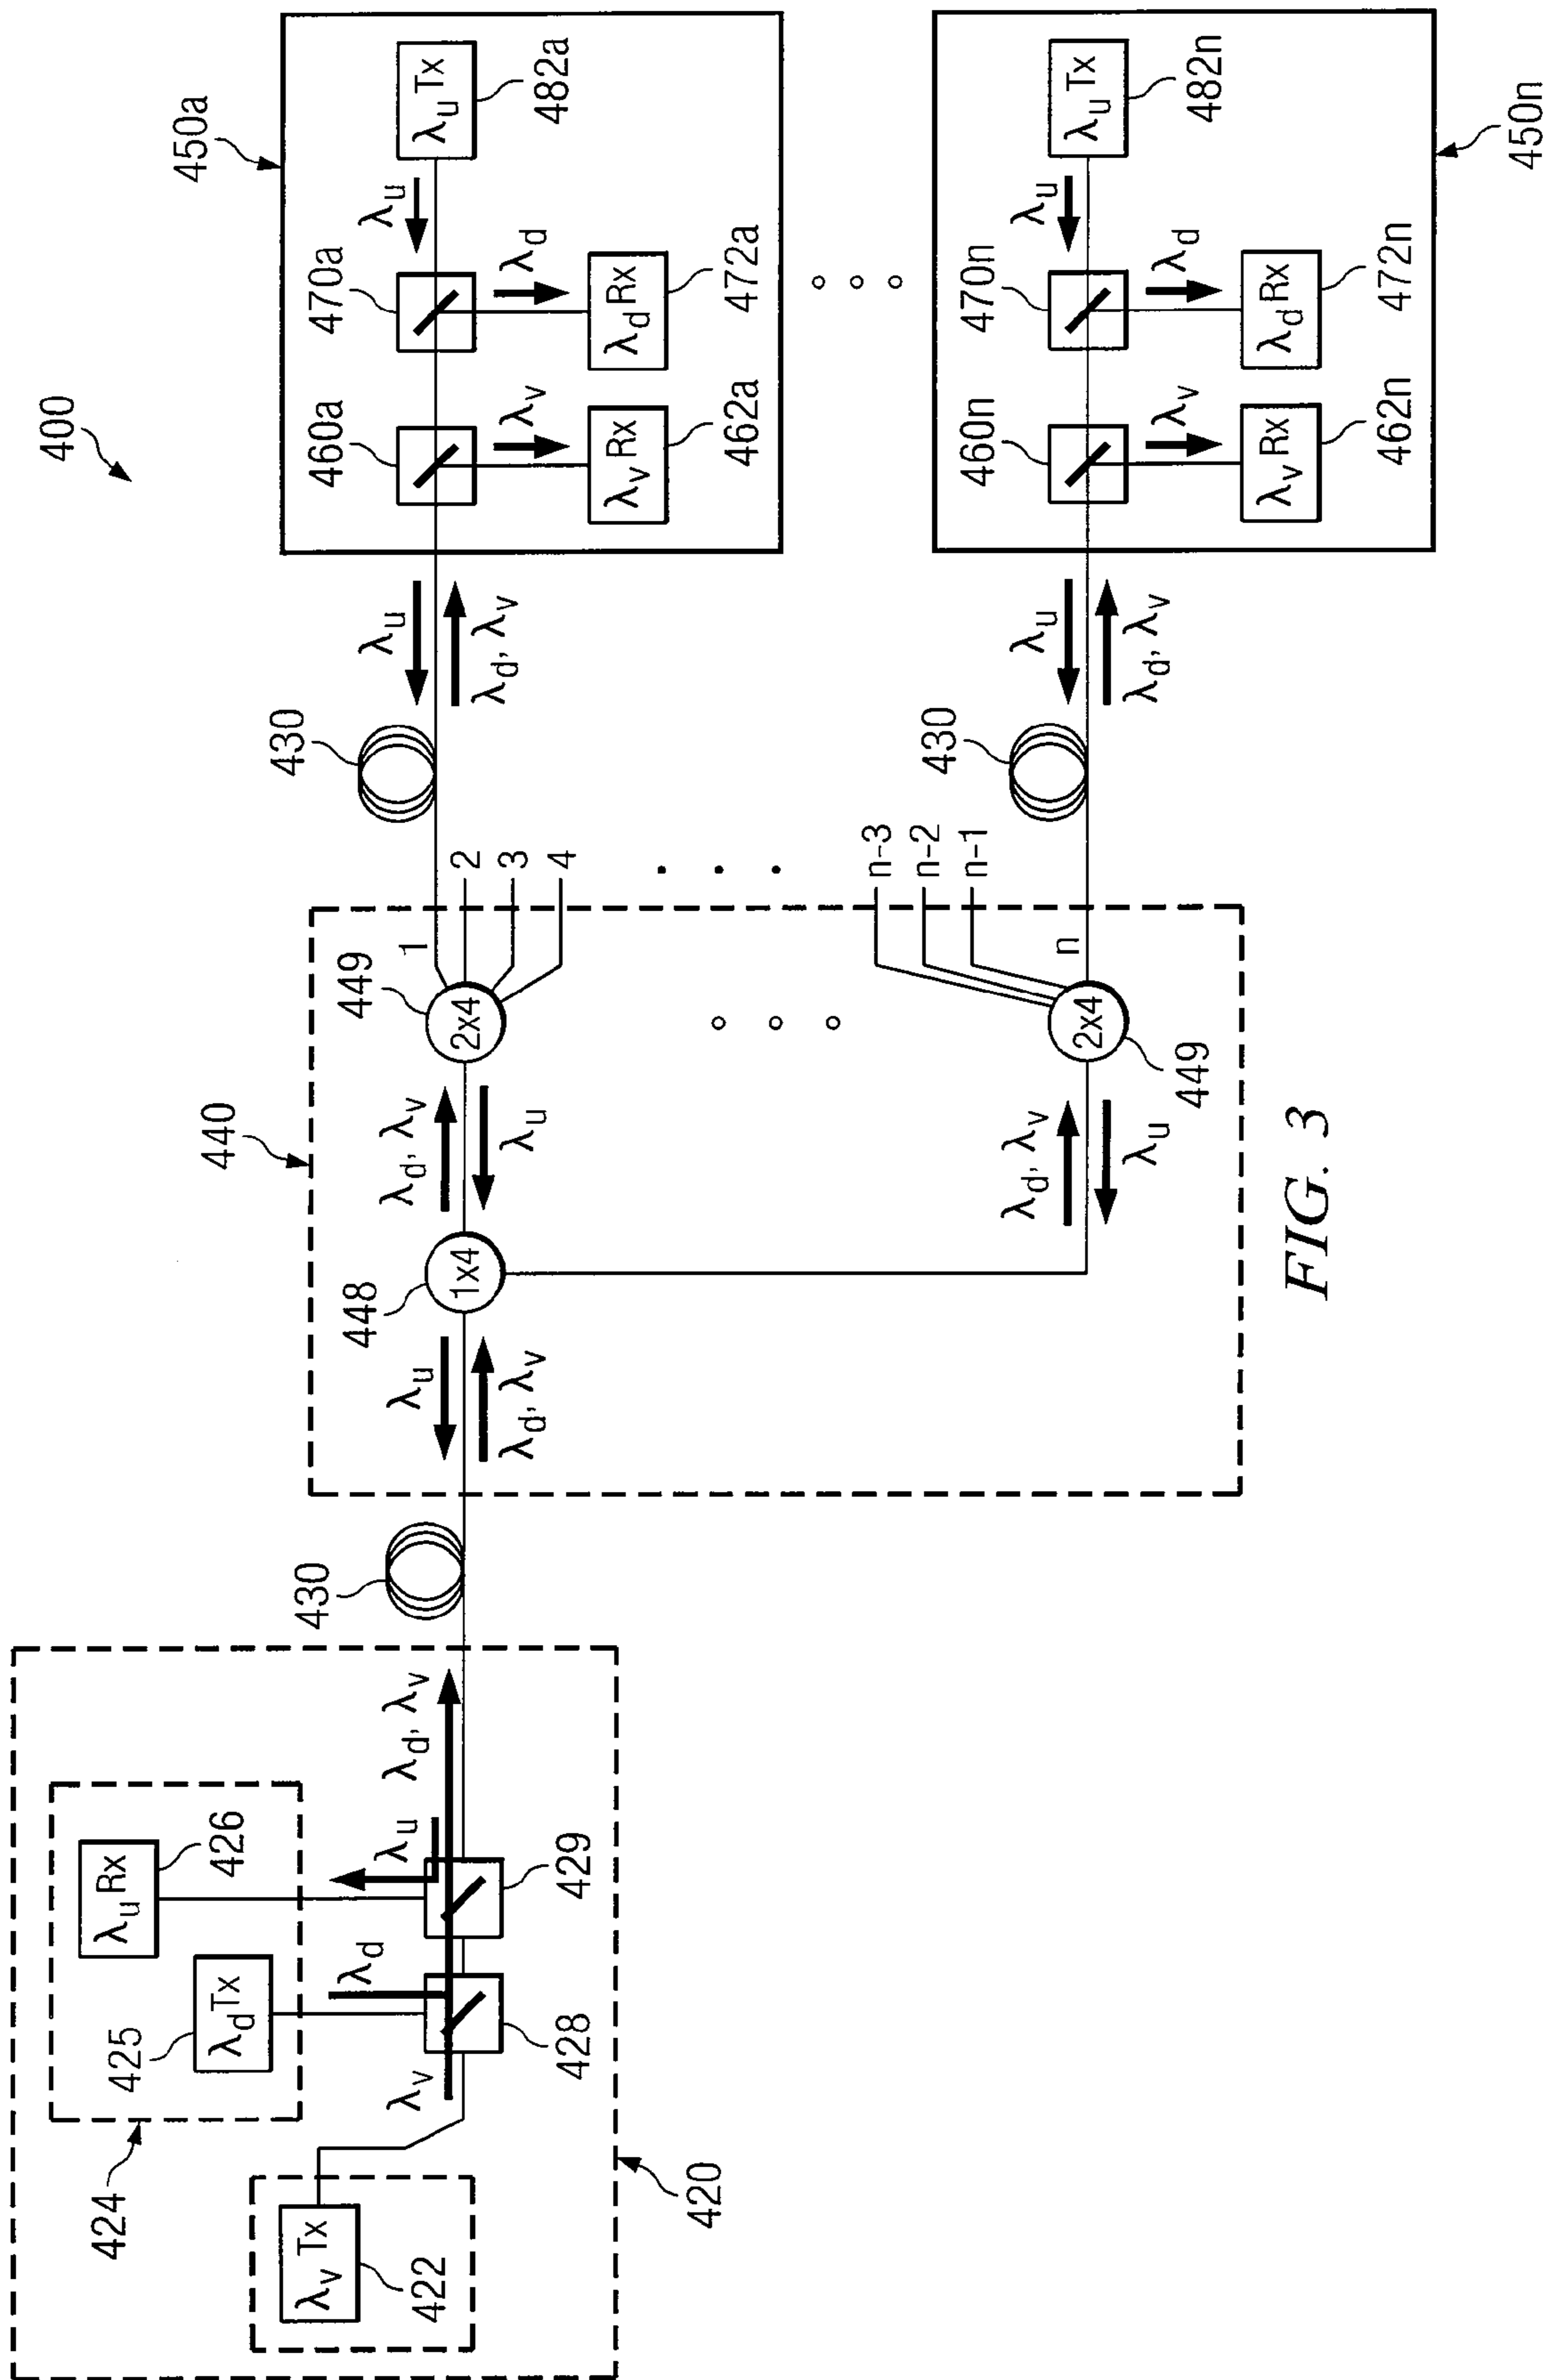 400
420
422
λv Tx
424
425
λd Tx
426
λu Rx
λv
λd
λu
λd, λv
428
429
430
440
λu
λd, λv
448
1x4
λd, λv
λu
449
2x4
1
2
3
4
n-3
n-2
n-1
n
λd, λv
λu
2x4
449
430
λu
λd, λv
450a
460a
λv
λv Rx
462a
470a
λd
λd Rx
472a
λu
λu Tx
482a
430
λu
λd, λv
450n
460n
λv
λv Rx
462n
470n
λd
λd Rx
472n
λu
λu Tx
482n
FIG. 3